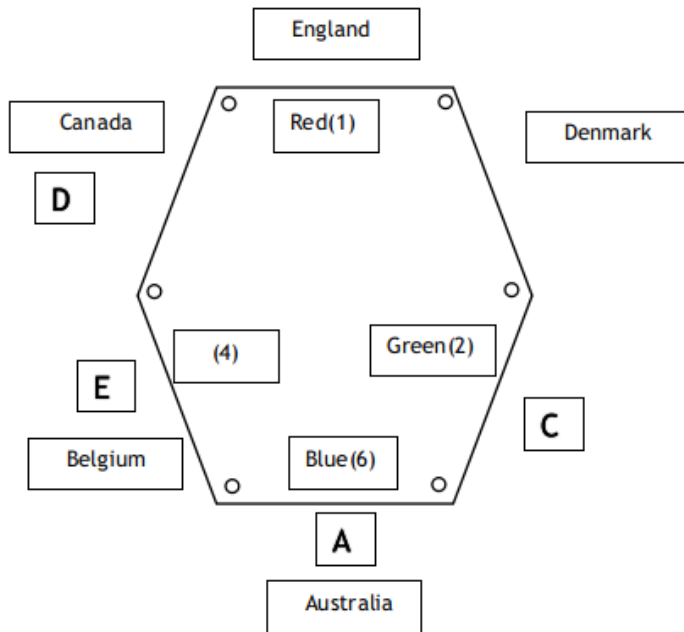 England
Canada
Red(1)
Denmark
D
(4)
Green(2)
E
C
Belgium
Blue(6)
A
Australia